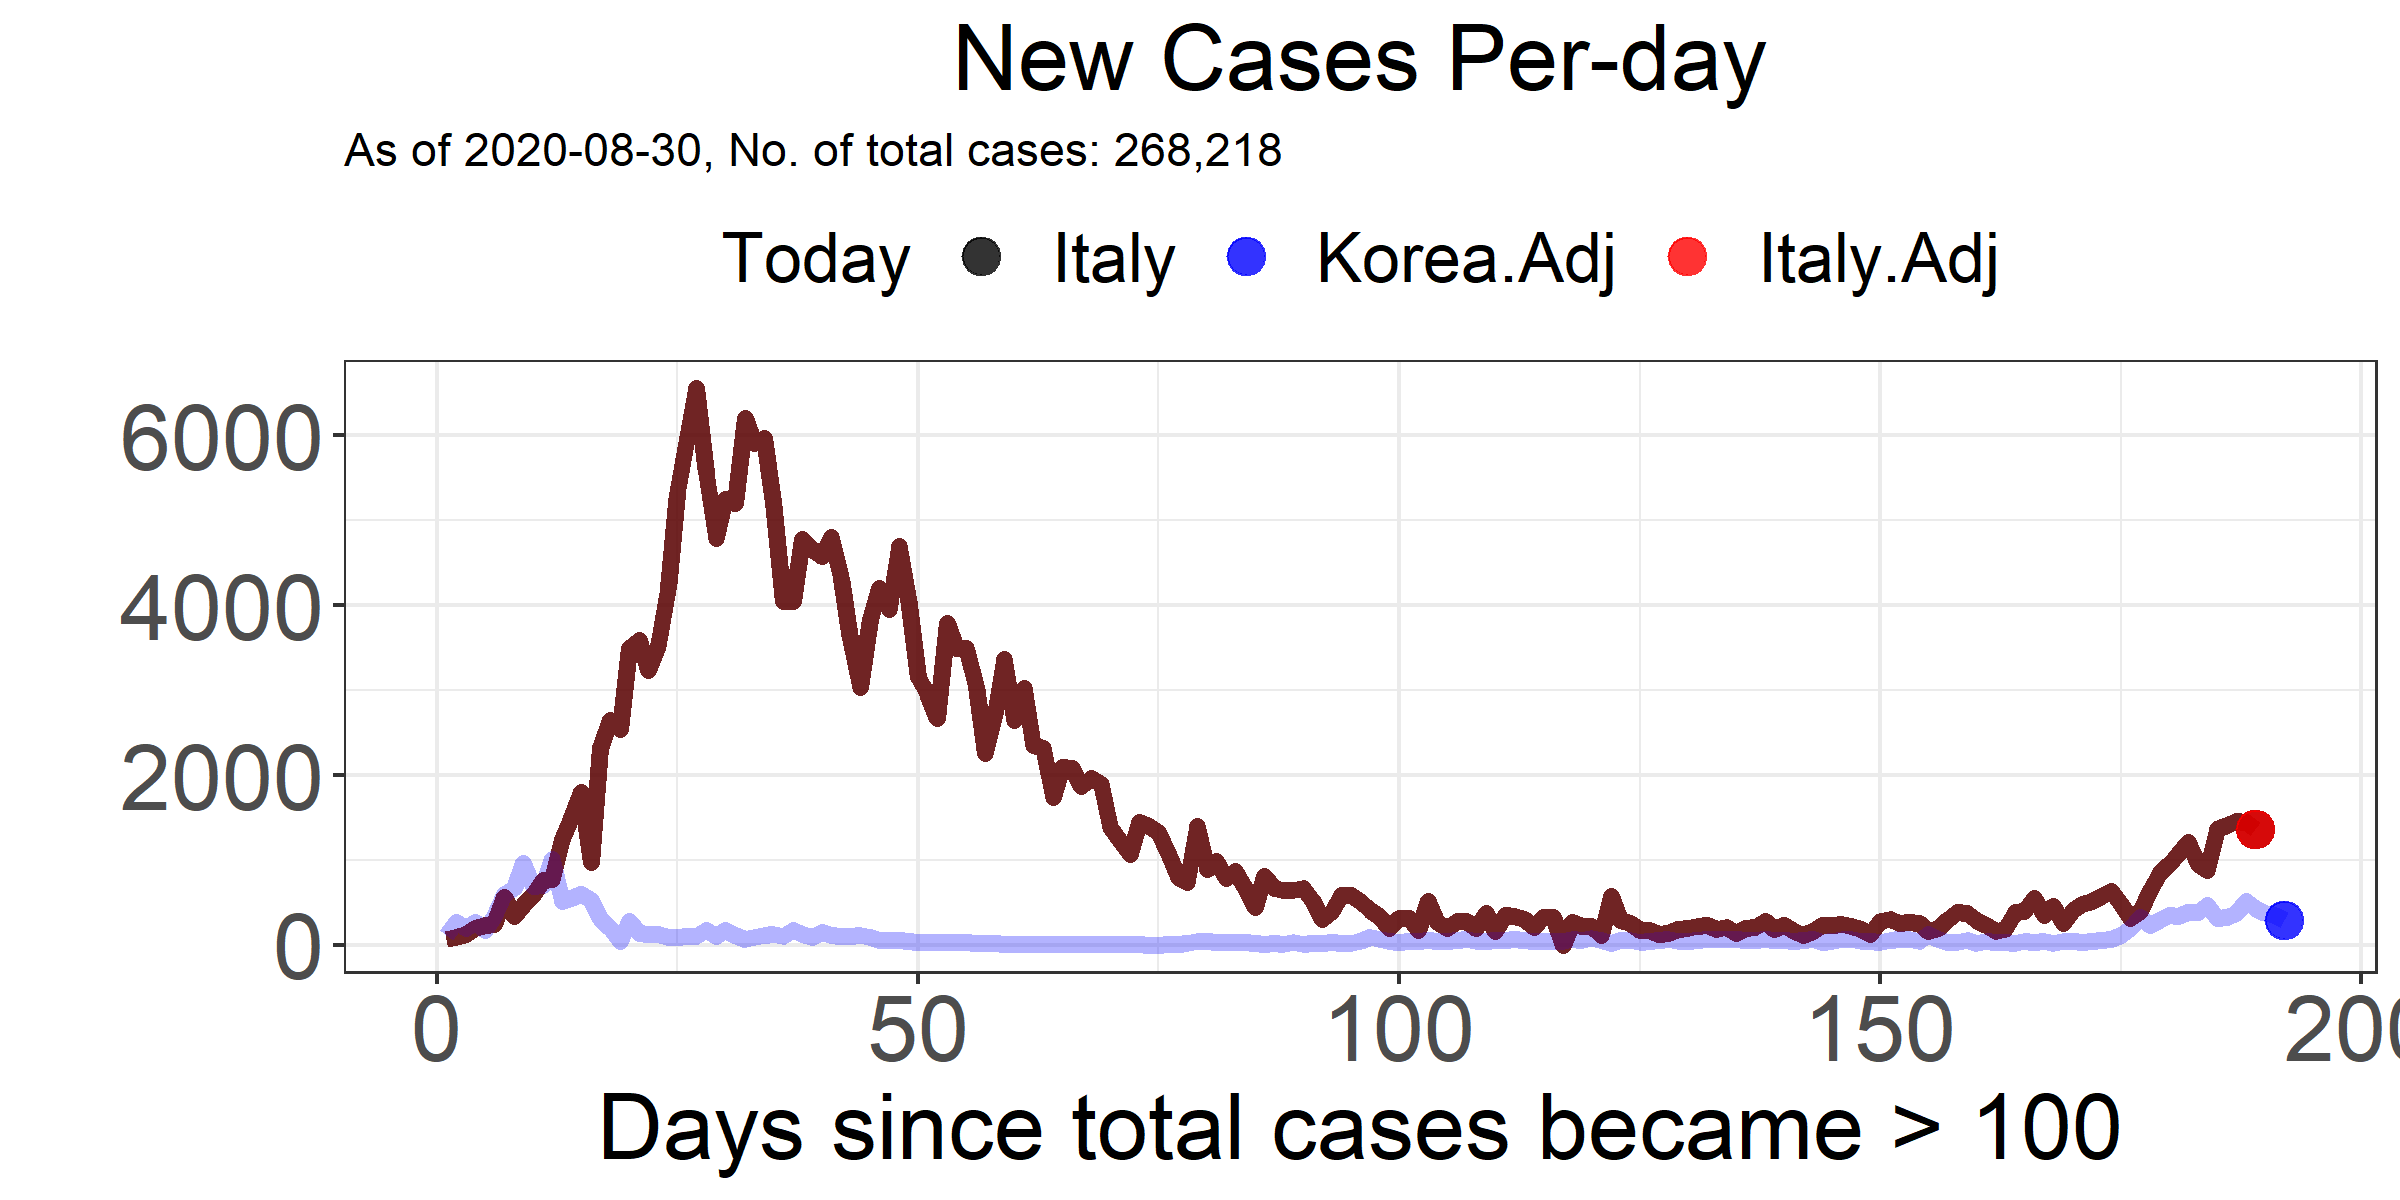 New Cases Per-day
As of 2020-08-30, No. of total cases: 268,218
Today Italy Korea.Adj Italy.Adj
6000
4000
2000
0
0 50 100 150 200
Days since total cases became > 100